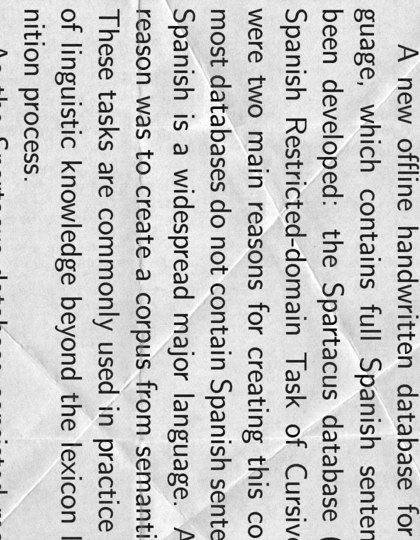 A new offline handwritten database for
guage, which contains full Spanish senten
been developed: the Spartacus database (
Spanish Restricted-domain Task of Cursive
were two main reasons for creating this co
most databases do not contain Spanish sente
Spanish is a widespread major language. A
reason was to create a corpus from semanti
These tasks are commonly used in practice
of linguistic knowledge beyond the lexicon l
nition process.
As the Spartacus database consisted